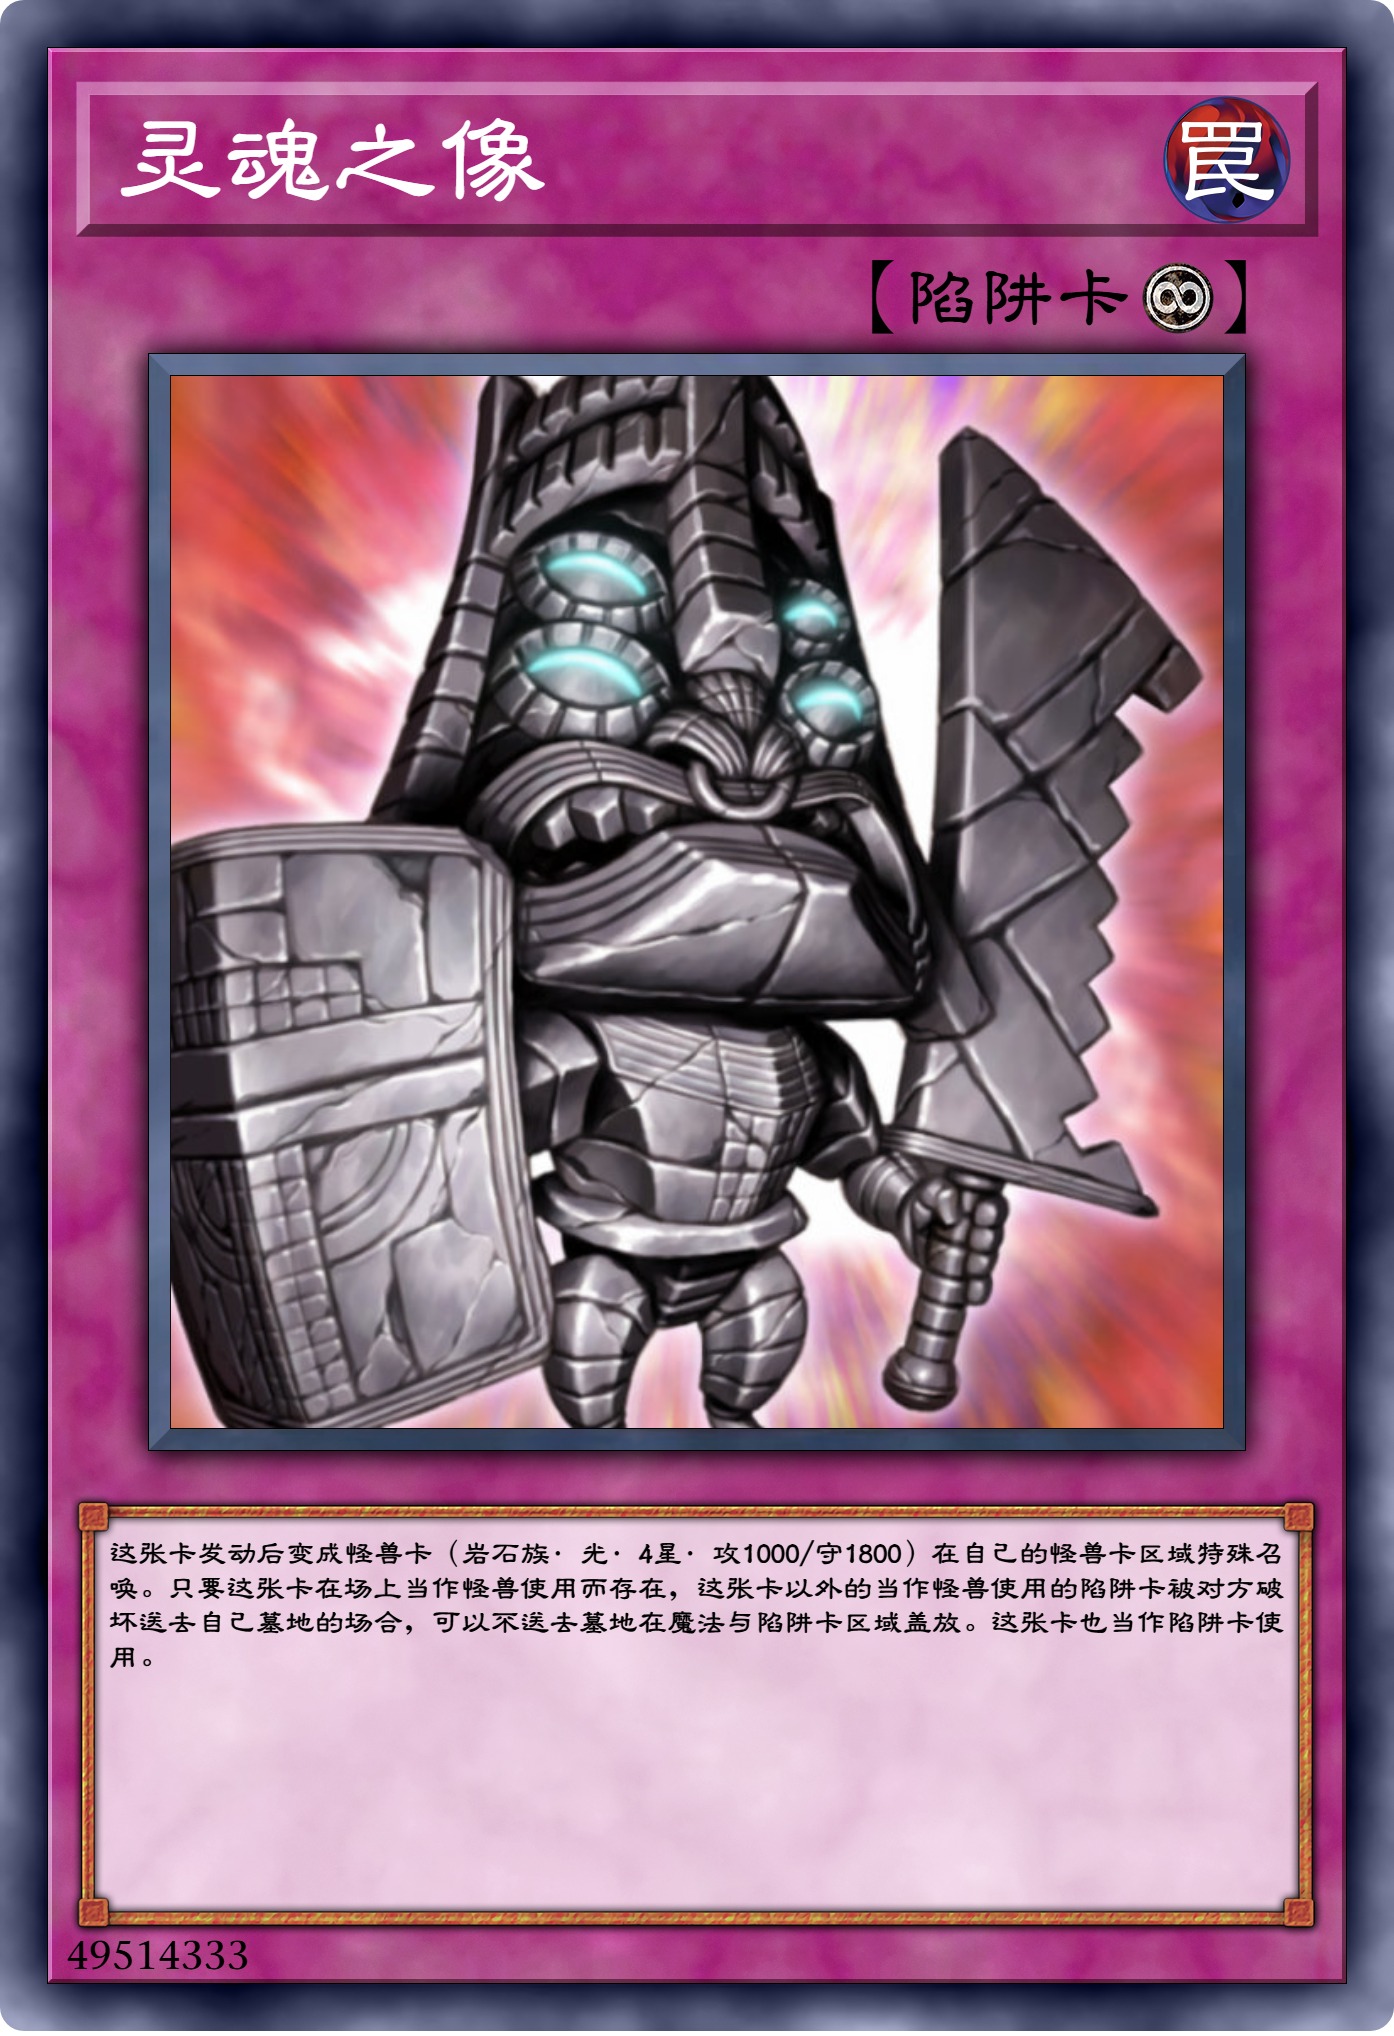 灵魂之像
罠
【陷阱卡∞】
这张卡发动后变成怪兽卡（岩石族·光·4星·攻1000/守1800）在自己的怪兽卡区域特殊召
唤。只要这张卡在场上当作怪兽使用而存在，这张卡以外的当作怪兽使用的陷阱卡被对方破
坏送去自己墓地的场合，可以不送去墓地在魔法与陷阱卡区域盖放。这张卡也当作陷阱卡使
用。
49514333